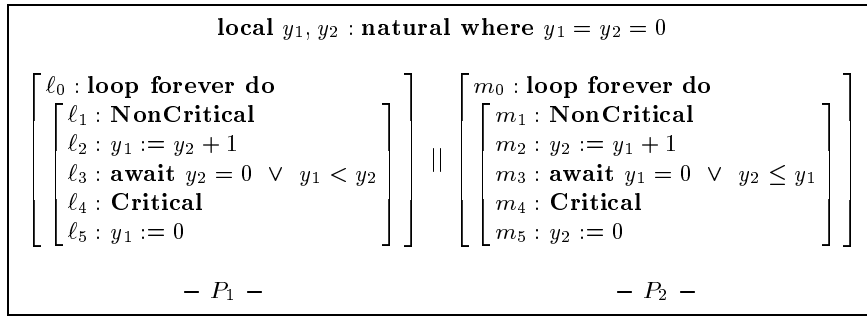 local y₁, y₂ : natural where y₁ = y₂ = 0
ℓ₀ : loop forever do
ℓ₁ : NonCritical
ℓ₂ : y₁ := y₂ + 1
ℓ₃ : await y₂ = 0 ∨ y₁ < y₂
ℓ₄ : Critical
ℓ₅ : y₁ := 0
− P₁ −
||
m₀ : loop forever do
m₁ : NonCritical
m₂ : y₂ := y₁ + 1
m₃ : await y₁ = 0 ∨ y₂ ≤ y₁
m₄ : Critical
m₅ : y₂ := 0
− P₂ −